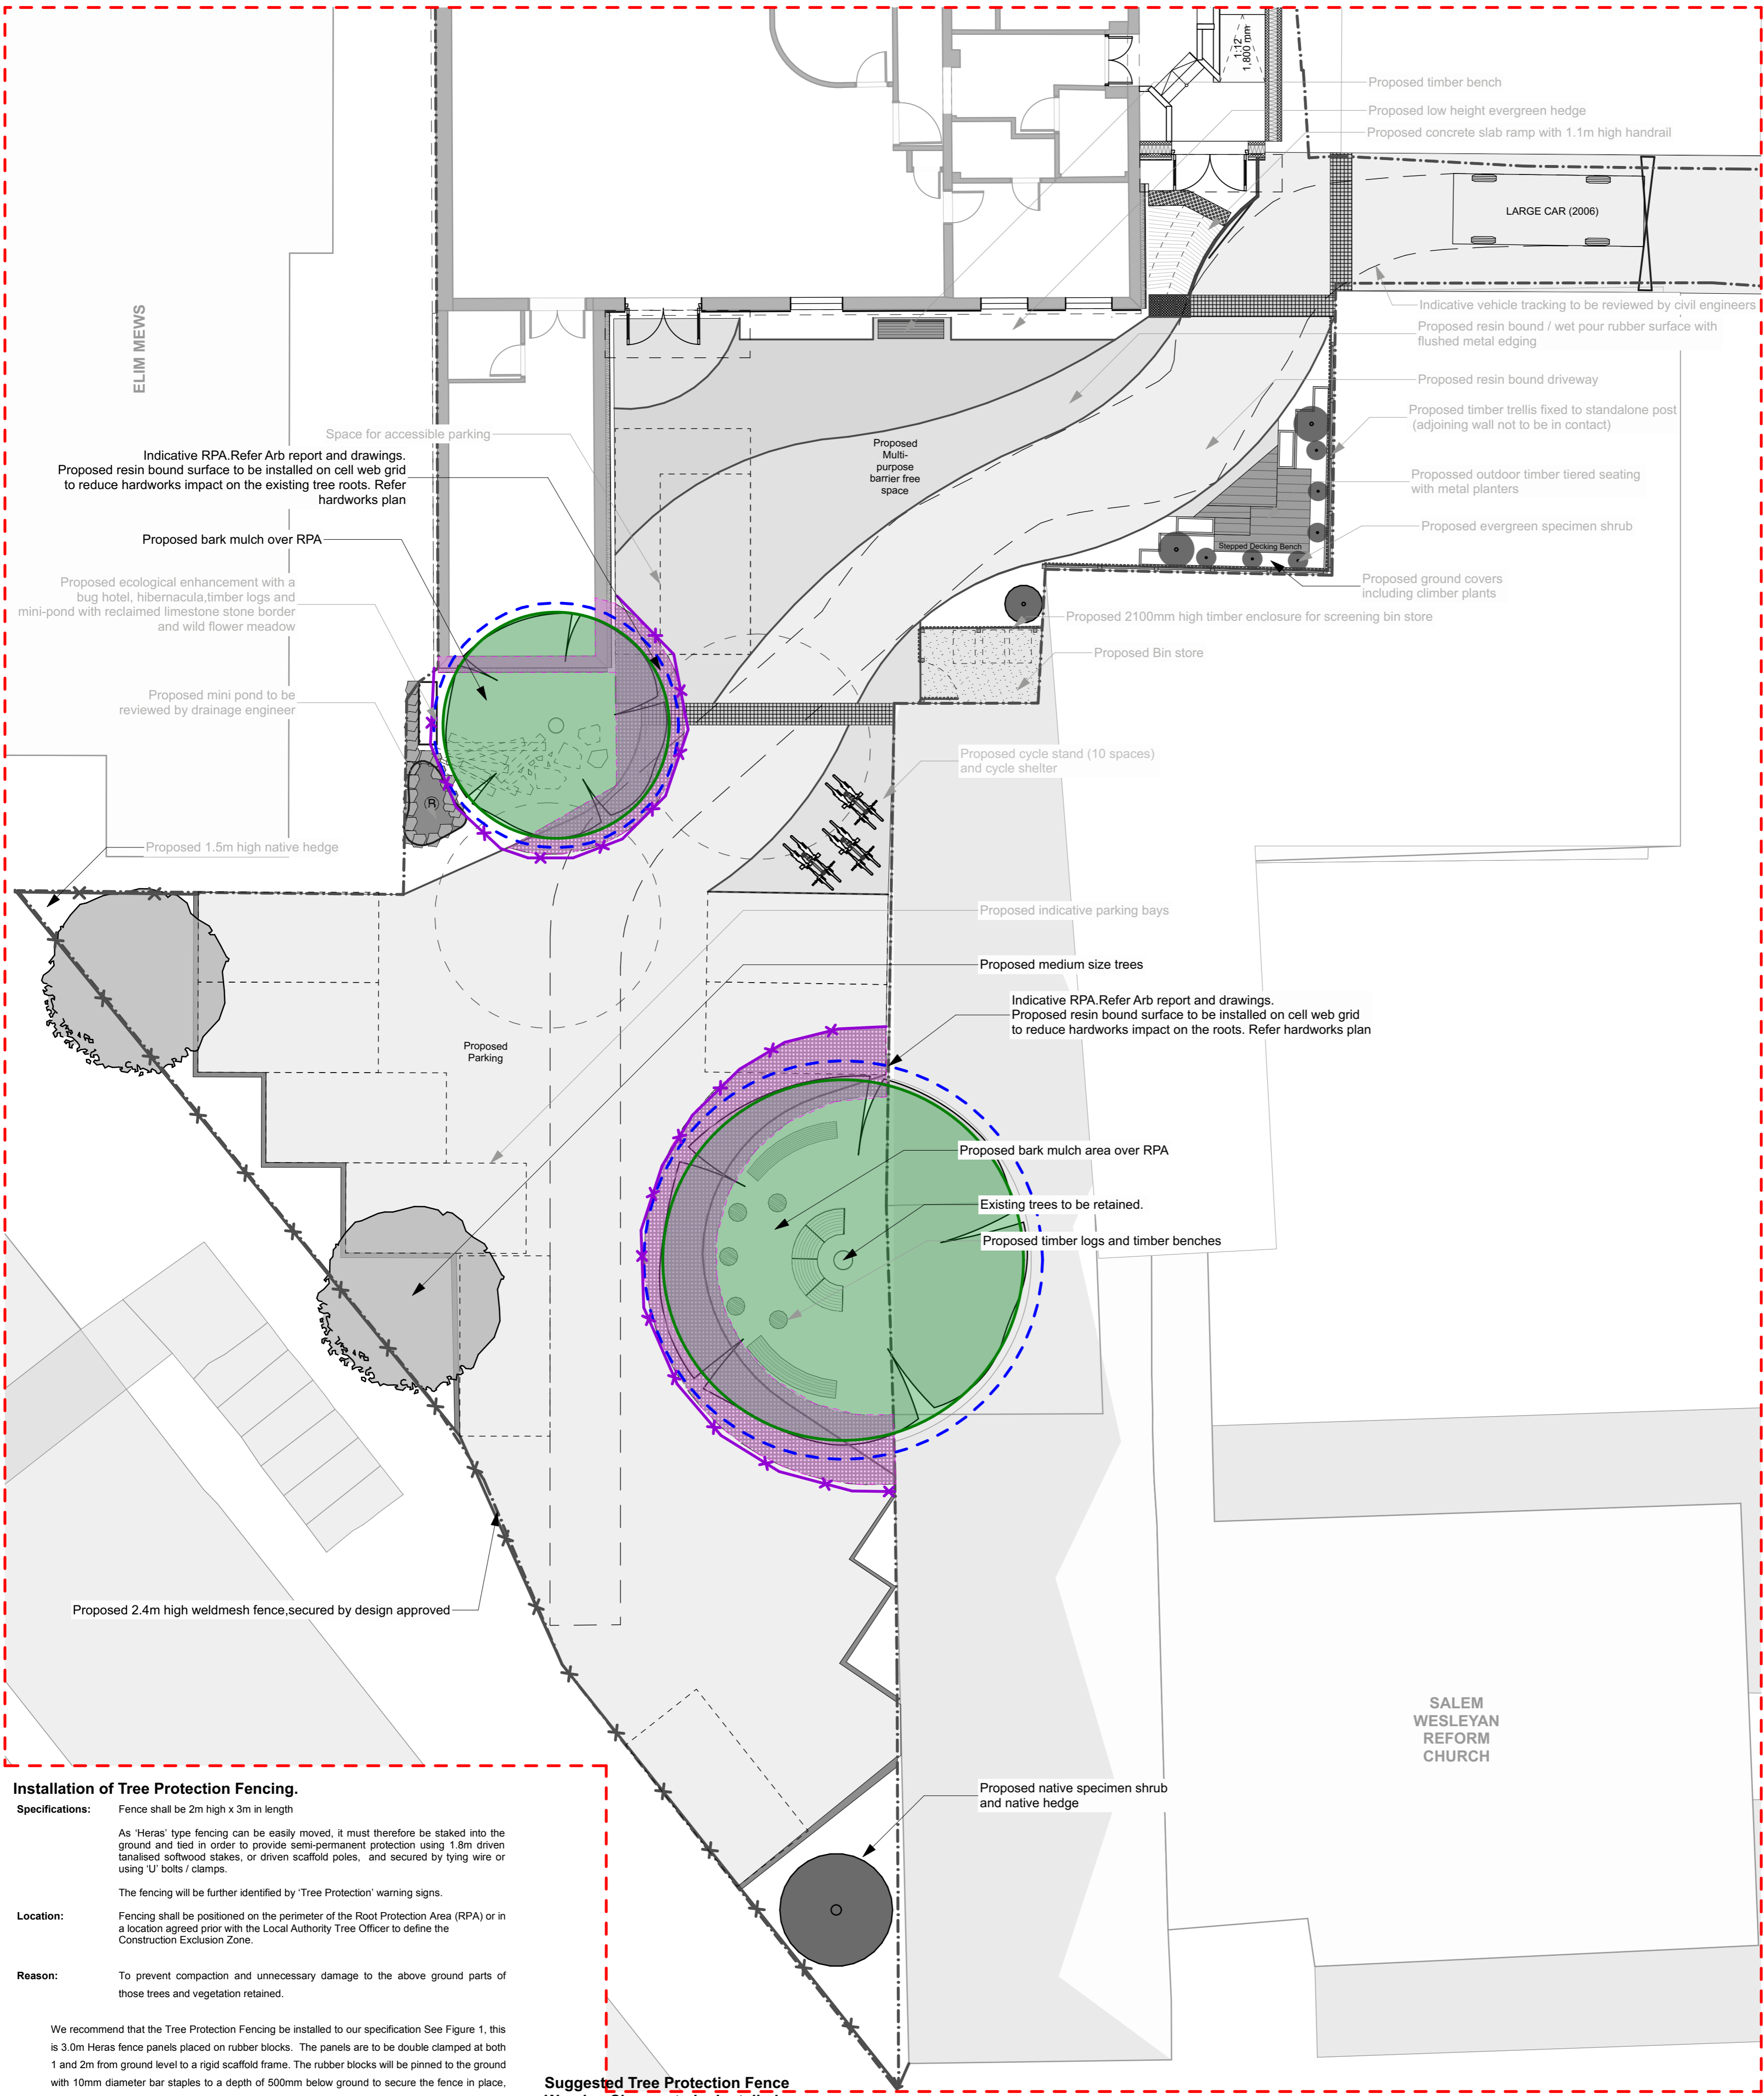 1:12
1,800 mm
Proposed timber bench
Proposed low height evergreen hedge
Proposed concrete slab ramp with 1.1m high handrail
LARGE CAR (2006)
Indicative vehicle tracking to be reviewed by civil engineers
Proposed resin bound / wet pour rubber surface with
flushed metal edging
Proposed resin bound driveway
Proposed timber trellis fixed to standalone post
(adjoining wall not to be in contact)
Propossed outdoor timber tiered seating
with metal planters
Proposed evergreen specimen shrub
Stepped Decking Bench
Proposed ground covers
including climber plants
Proposed 2100mm high timber enclosure for screening bin store
Proposed Bin store
ELIM MEWS
Space for accessible parking
Indicative RPA.Refer Arb report and drawings.
Proposed resin bound surface to be installed on cell web grid
to reduce hardworks impact on the existing tree roots. Refer
hardworks plan
Proposed
Multi-
purpose
barrier free
space
Proposed bark mulch over RPA
Proposed ecological enhancement with a
bug hotel, hibernacula,timber logs and
mini-pond with reclaimed limestone stone border
and wild flower meadow
Proposed mini pond to be
reviewed by drainage engineer
R
Proposed cycle stand (10 spaces)
and cycle shelter
Proposed 1.5m high native hedge
Proposed indicative parking bays
Proposed medium size trees
Indicative RPA.Refer Arb report and drawings.
Proposed resin bound surface to be installed on cell web grid
to reduce hardworks impact on the roots. Refer hardworks plan
Proposed
Parking
Proposed bark mulch area over RPA
Existing trees to be retained.
Proposed timber logs and timber benches
Proposed 2.4m high weldmesh fence,secured by design approved
SALEM
WESLEYAN
REFORM
CHURCH
Proposed native specimen shrub
and native hedge
Installation of Tree Protection Fencing.
Specifications: Fence shall be 2m high x 3m in length
As 'Heras' type fencing can be easily moved, it must therefore be staked into the
ground and tied in order to provide semi-permanent protection using 1.8m driven
tanalised softwood stakes, or driven scaffold poles, and secured by tying wire or
using 'U' bolts / clamps.
The fencing will be further identified by 'Tree Protection' warning signs.
Location: Fencing shall be positioned on the perimeter of the Root Protection Area (RPA) or in
a location agreed prior with the Local Authority Tree Officer to define the
Construction Exclusion Zone.
Reason: To prevent compaction and unnecessary damage to the above ground parts of
those trees and vegetation retained.
We recommend that the Tree Protection Fencing be installed to our specification See Figure 1, this
is 3.0m Heras fence panels placed on rubber blocks. The panels are to be double clamped at both
1 and 2m from ground level to a rigid scaffold frame. The rubber blocks will be pinned to the ground
with 10mm diameter bar staples to a depth of 500mm below ground to secure the fence in place,
Suggested Tree Protection Fence